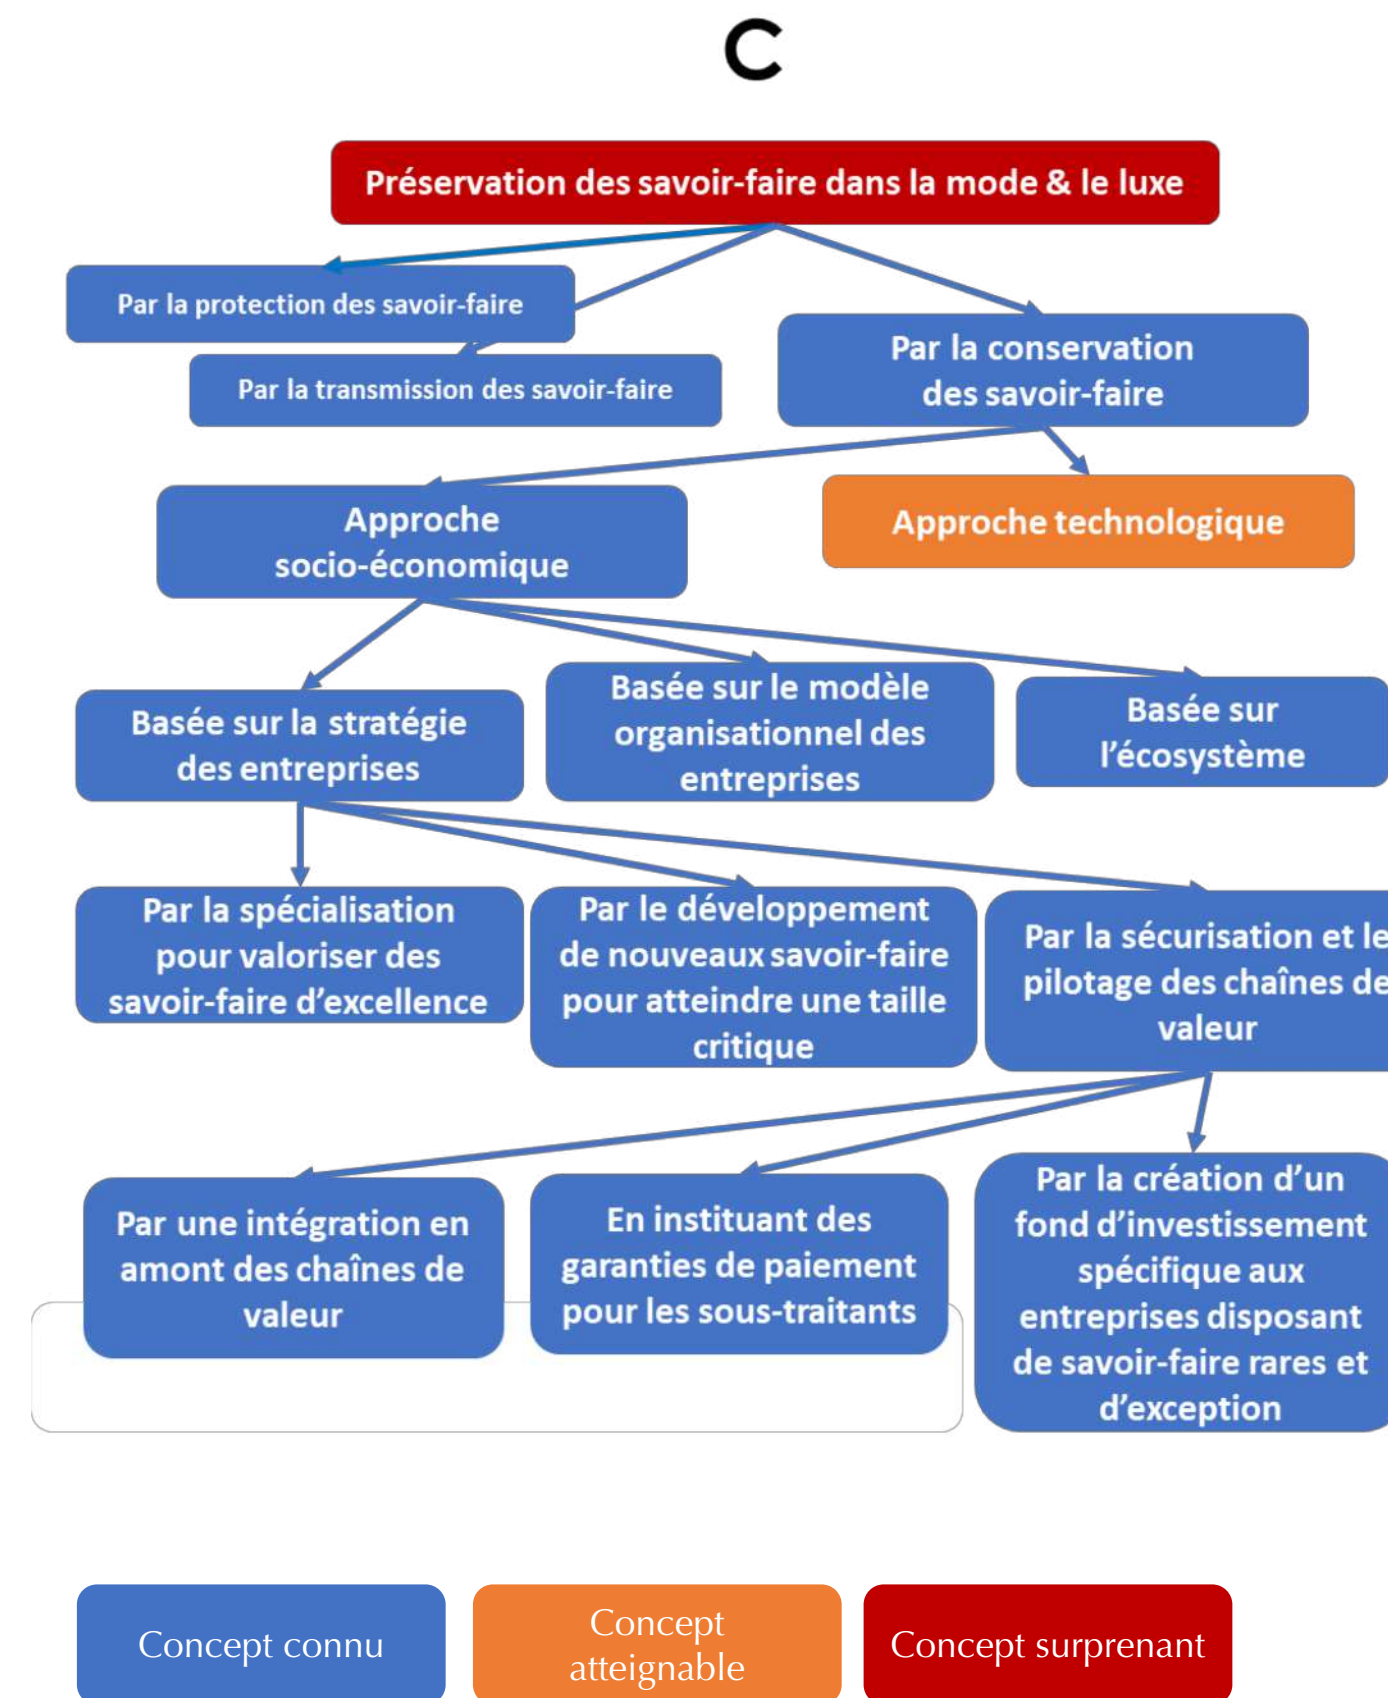 C
Préservation des savoir-faire dans la mode & le luxe
Par la protection des savoir-faire
Par la transmission des savoir-faire
Par la conservation
des savoir-faire
Approche
socio-économique
Approche technologique
Basée sur la stratégie
des entreprises
Basée sur le modèle
organisationnel des
entreprises
Basée sur
l’écosystème
Par la spécialisation
pour valoriser des
savoir-faire d’excellence
Par le développement
de nouveaux savoir-faire
pour atteindre une taille
critique
Par la sécurisation et le
pilotage des chaînes de
valeur
Par une intégration en
amont des chaînes de
valeur
En instituant des
garanties de paiement
pour les sous-traitants
Par la création d’un
fond d’investissement
spécifique aux
entreprises disposant
de savoir-faire rares et
d’exception
Concept connu
Concept
atteignable
Concept surprenant